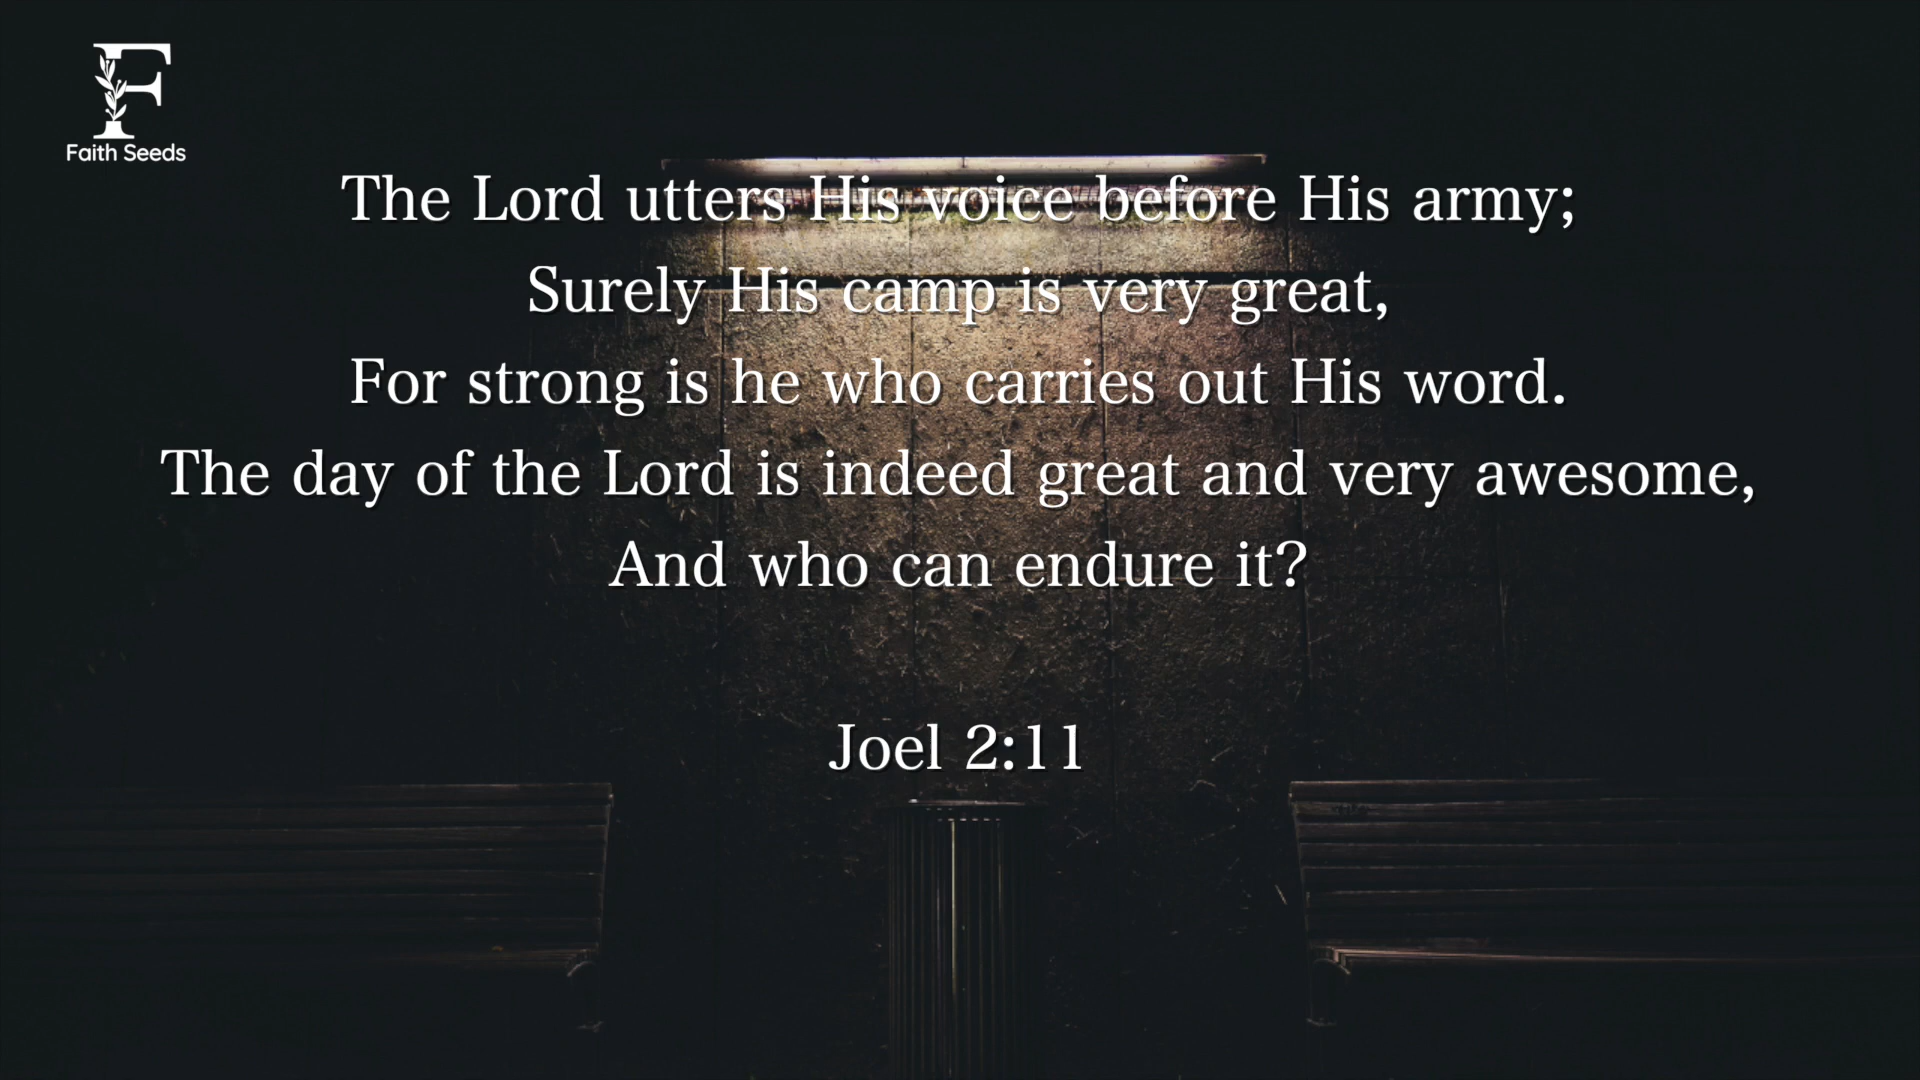 F
Faith Seeds
The Lord utters His voice before His army;
Surely His camp is very great,
For strong is he who carries out His word.
The day of the Lord is indeed great and very awesome,
And who can endure it?
Joel 2:11